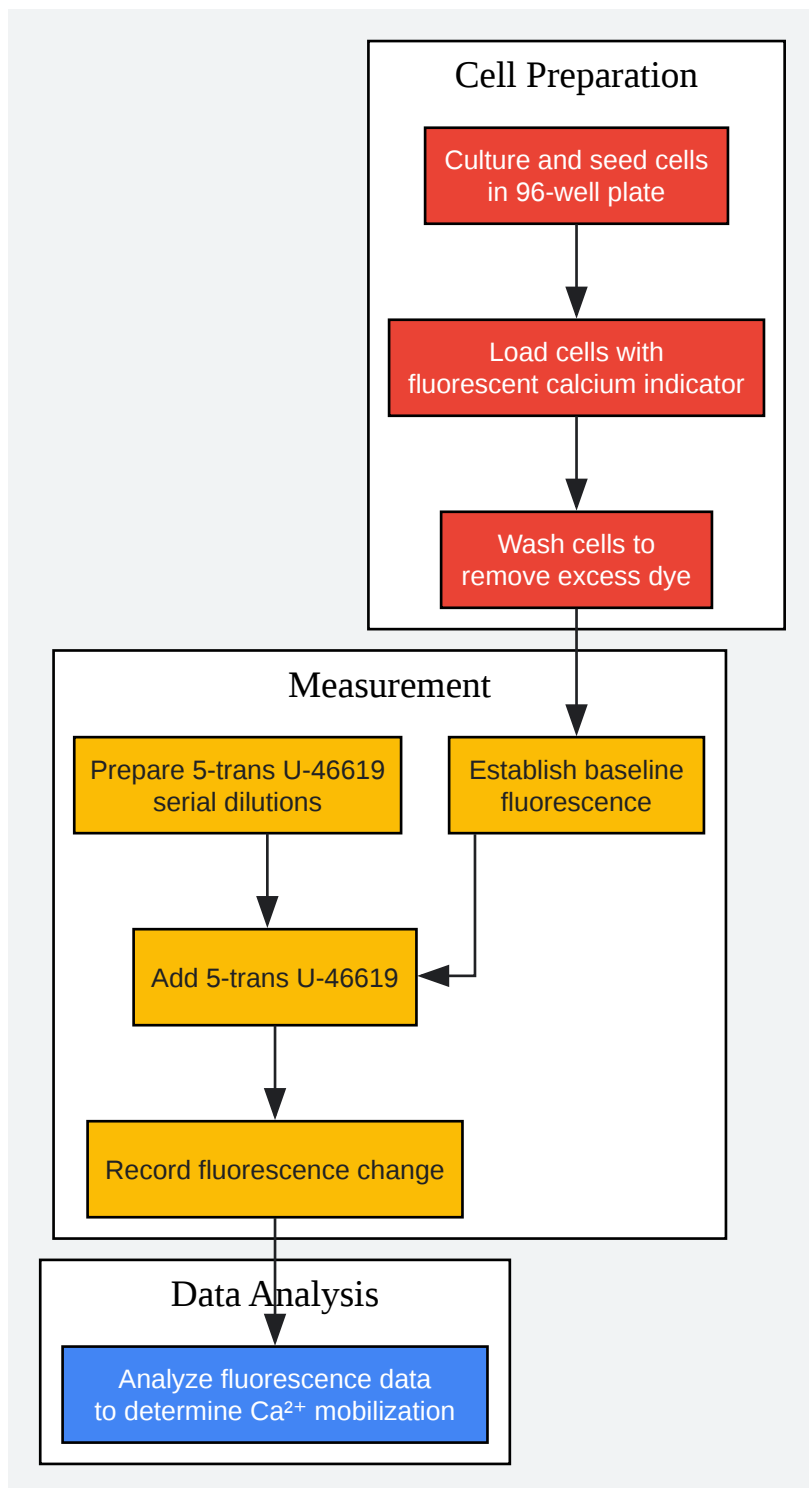 Cell Preparation
Culture and seed cells
in 96-well plate
Load cells with
fluorescent calcium indicator
Wash cells to
remove excess dye
Measurement
Prepare 5-trans U-46619
serial dilutions
Establish baseline
fluorescence
Add 5-trans U-46619
Record fluorescence change
Data Analysis
Analyze fluorescence data
to determine Ca²⁺ mobilization